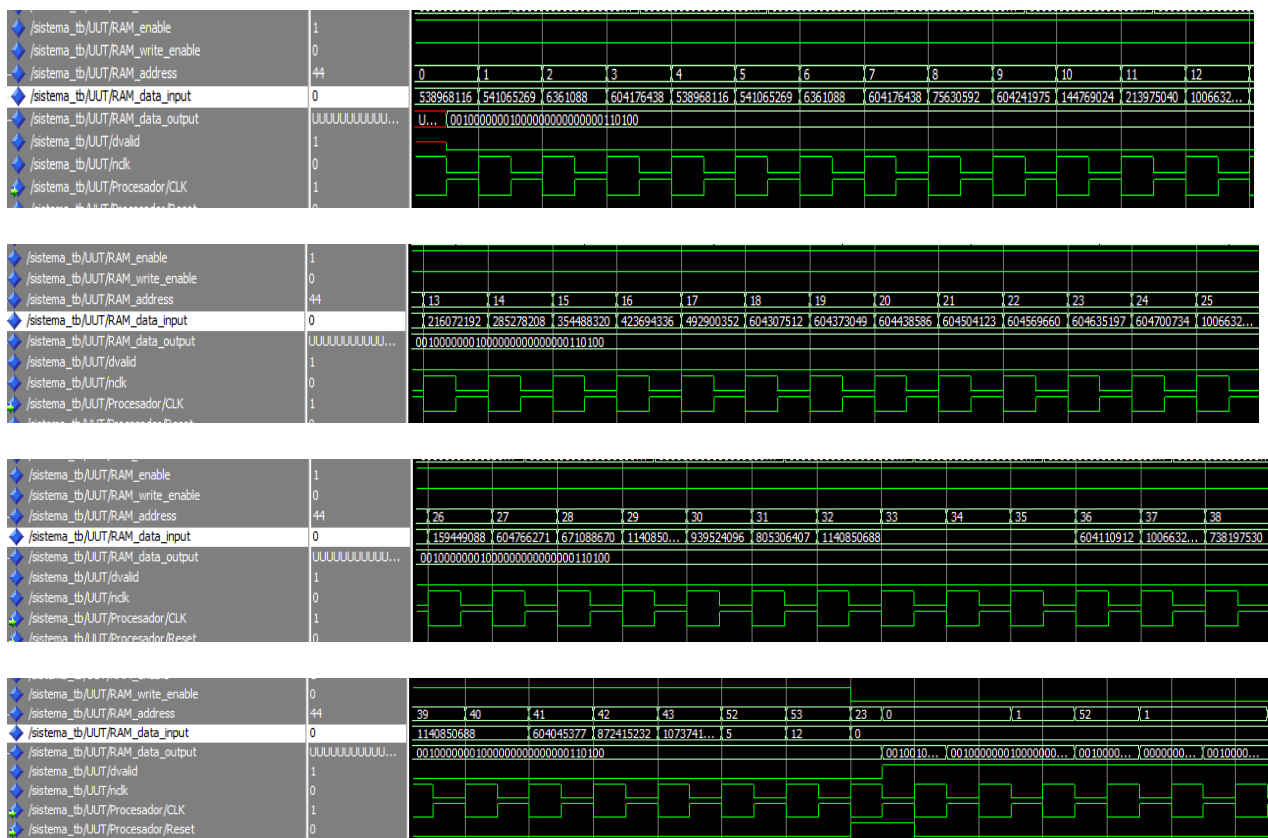 /sistema_tb/UUT/RAM_enable 1
/sistema_tb/UUT/RAM_write_enable 0
/sistema_tb/UUT/RAM_address 44 0 1 2 3 4 5 6 7 8 9 10 11 12
/sistema_tb/UUT/RAM_data_input 0 538968116 541065269 6361088 604176438 538968116 541065269 6361088 604176438 75630592 604241975 144769024 213975040 1006632...
/sistema_tb/UUT/RAM_data_output UUUUUUUUUUU... U... 00100000001000000000000000110100
/sistema_tb/UUT/dvalid 1
/sistema_tb/UUT/nclk 0
/sistema_tb/UUT/Procesador/CLK 1
/sistema_tb/UUT/RAM_enable 1
/sistema_tb/UUT/RAM_write_enable 0
/sistema_tb/UUT/RAM_address 44 13 14 15 16 17 18 19 20 21 22 23 24 25
/sistema_tb/UUT/RAM_data_input 0 216072192 285278208 354488320 423694336 492900352 604307512 604373049 604438586 604504123 604569660 604635197 604700734 1006632...
/sistema_tb/UUT/RAM_data_output UUUUUUUUUUU... 00100000001000000000000000110100
/sistema_tb/UUT/dvalid 1
/sistema_tb/UUT/nclk 0
/sistema_tb/UUT/Procesador/CLK 1
/sistema_tb/UUT/RAM_enable 1
/sistema_tb/UUT/RAM_write_enable 0
/sistema_tb/UUT/RAM_address 44 26 27 28 29 30 31 32 33 34 35 36 37 38
/sistema_tb/UUT/RAM_data_input 0 159449088 604766271 671088670 1140850... 939524096 805306407 1140850688 604110912 1006632... 738197530
/sistema_tb/UUT/RAM_data_output UUUUUUUUUUU... 00100000001000000000000000110100
/sistema_tb/UUT/dvalid 1
/sistema_tb/UUT/nclk 0
/sistema_tb/UUT/Procesador/CLK 1
/sistema_tb/UUT/Procesador/Reset 0
/sistema_tb/UUT/RAM_write_enable 0
/sistema_tb/UUT/RAM_address 44 39 40 41 42 43 52 53 23 0 1 52 1
/sistema_tb/UUT/RAM_data_input 0 1140850688 604045377 872415232 1073741... 5 12 0
/sistema_tb/UUT/RAM_data_output UUUUUUUUUUU... 00100000001000000000000000110100 0010010... 00100000001000000... 0010000... 0000000... 0010000...
/sistema_tb/UUT/dvalid 1
/sistema_tb/UUT/nclk 0
/sistema_tb/UUT/Procesador/CLK 1
/sistema_tb/UUT/Procesador/Reset 0